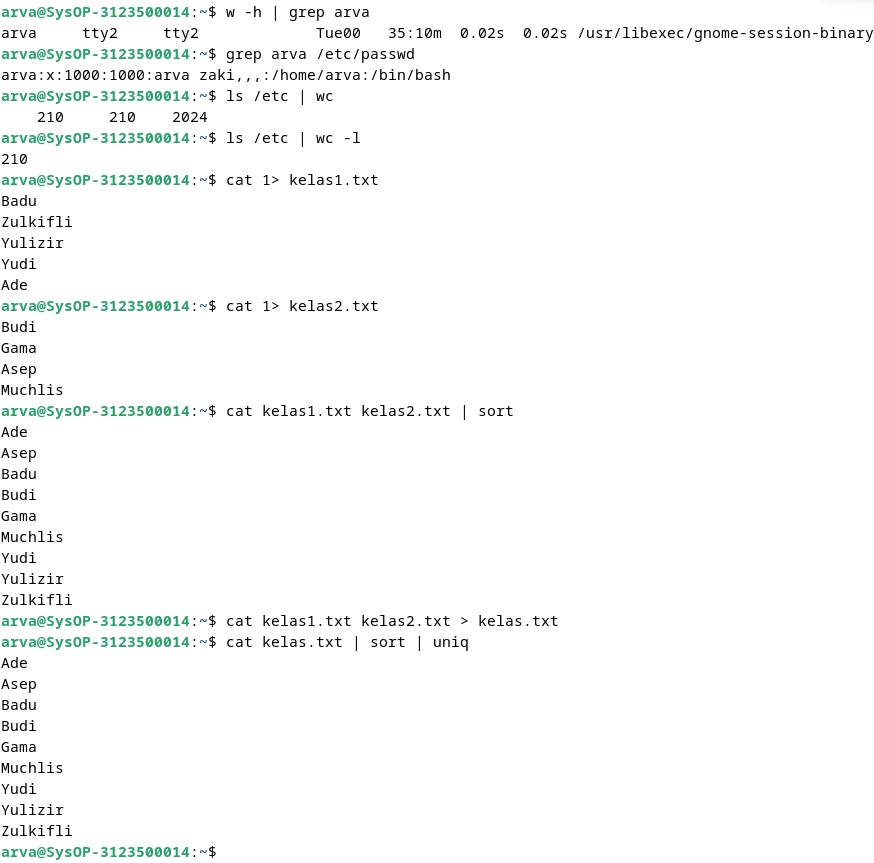 arva@SysOP-3123500014:~$ w -h | grep arva
arva     tty2     tty2             Tue00   35:10m  0.02s  0.02s /usr/libexec/gnome-session-binary
arva@SysOP-3123500014:~$ grep arva /etc/passwd
arva:x:1000:1000:arva zaki,,,:/home/arva:/bin/bash
arva@SysOP-3123500014:~$ ls /etc | wc
    210     210    2024
arva@SysOP-3123500014:~$ ls /etc | wc -l
210
arva@SysOP-3123500014:~$ cat 1> kelas1.txt
Badu
Zulkifli
Yulizir
Yudi
Ade
arva@SysOP-3123500014:~$ cat 1> kelas2.txt
Budi
Gama
Asep
Muchlis
arva@SysOP-3123500014:~$ cat kelas1.txt kelas2.txt | sort
Ade
Asep
Badu
Budi
Gama
Muchlis
Yudi
Yulizir
Zulkifli
arva@SysOP-3123500014:~$ cat kelas1.txt kelas2.txt > kelas.txt
arva@SysOP-3123500014:~$ cat kelas.txt | sort | uniq
Ade
Asep
Badu
Budi
Gama
Muchlis
Yudi
Yulizir
Zulkifli
arva@SysOP-3123500014:~$